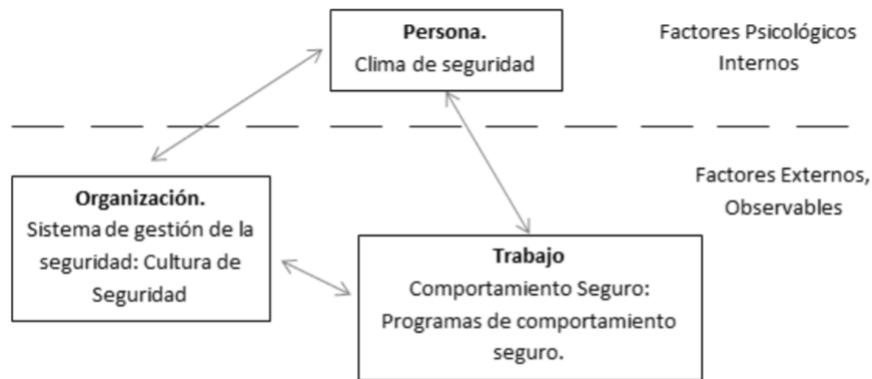 Persona.
Clima de seguridad
Factores Psicológicos
Internos
Organización.
Sistema de gestión de la
seguridad: Cultura de
Seguridad
Factores Externos,
Observables
Trabajo
Comportamiento Seguro:
Programas de comportamiento
seguro.